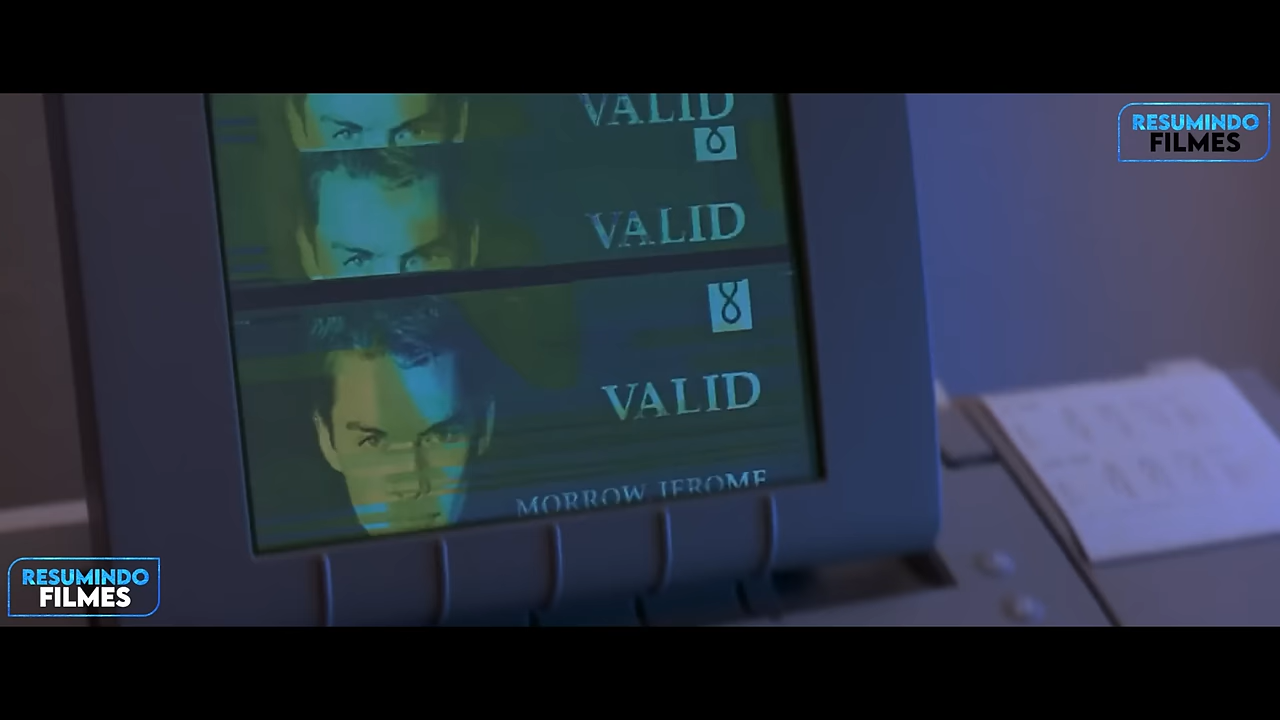 VALID
RESUMINDO
FILMES
VALID
VALID
MORROW JEROME
RESUMINDO
FILMES